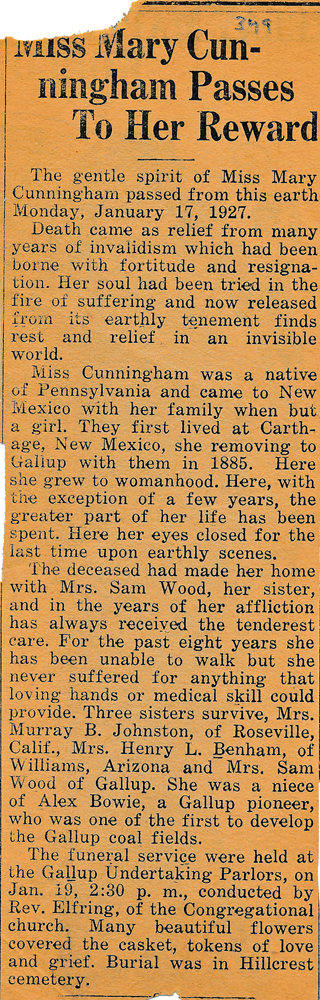 349
Miss Mary Cun-
ningham Passes
To Her Reward
The gentle spirit of Miss Mary
Cunningham passed from this earth
Monday, January 17, 1927.
Death came as relief from many
years of invalidism which had been
borne with fortitude and resigna-
tion. Her soul had been tried in the
fire of suffering and now released
from its earthly tenement finds
rest and relief in an invisible
world.
Miss Cunningham was a native
of Pennsylvania and came to New
Mexico with her family when but
a girl. They first lived at Carth-
age, New Mexico, she removing to
Gallup with them in 1885. Here
she grew to womanhood. Here, with
the exception of a few years, the
greater part of her life has been
spent. Here her eyes closed for the
last time upon earthly scenes.
The deceased had made her home
with Mrs. Sam Wood, her sister,
and in the years of her affliction
has always received the tenderest
care. For the past eight years she
has been unable to walk but she
never suffered for anything that
loving hands or medical skill could
provide. Three sisters survive, Mrs.
Murray B. Johnston, of Roseville,
Calif., Mrs. Henry L. Benham, of
Williams, Arizona and Mrs. Sam
Wood of Gallup. She was a niece
of Alex Bowie, a Gallup pioneer,
who was one of the first to develop
the Gallup coal fields.
The funeral service were held at
the Gallup Undertaking Parlors, on
Jan. 19, 2:30 p. m., conducted by
Rev. Elfring, of the Congregational
church. Many beautiful flowers
covered the casket, tokens of love
and grief. Burial was in Hillcrest
cemetery.